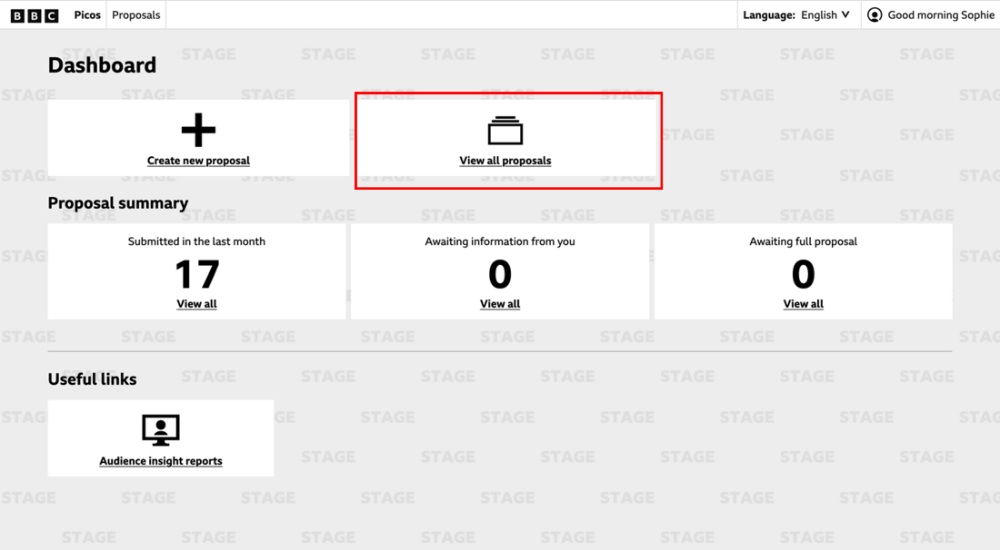 BBC Picos Proposals Language: English Good morning Sophie
Dashboard
Create new proposal
View all proposals
Proposal summary
Submitted in the last month
17
View all
Awaiting information from you
0
View all
Awaiting full proposal
0
View all
Useful links
Audience insight reports
STAGE